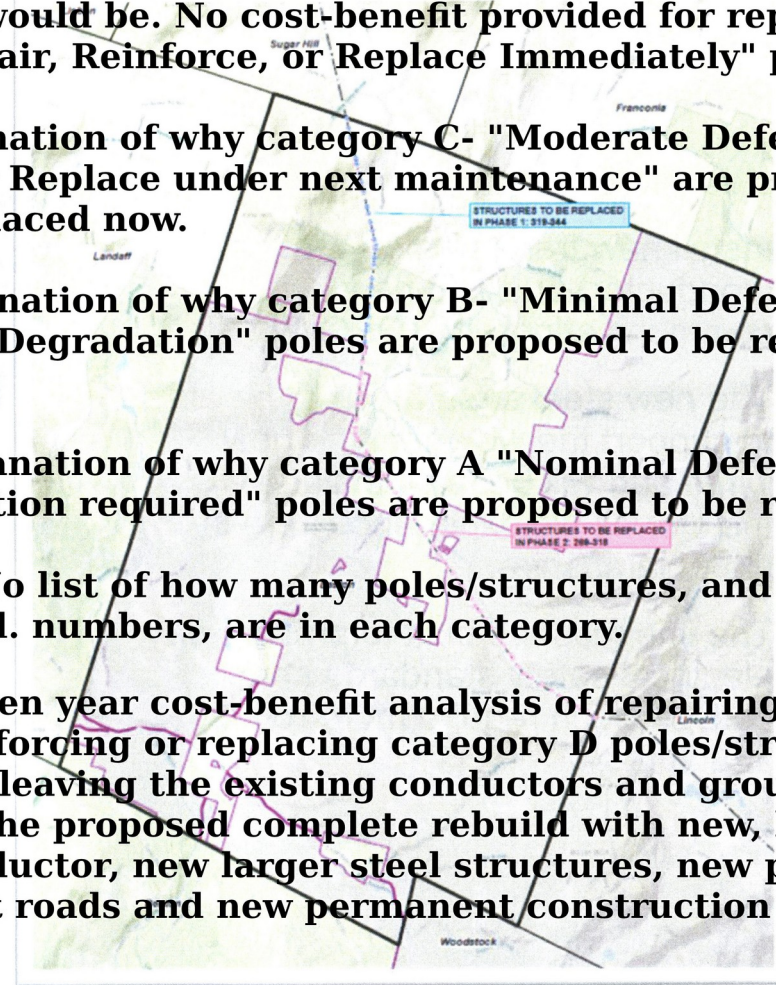 would be. No cost-benefit provided for rep
Sugar Hill
air, Reinforce, or Replace Immediately" p
Franconia
nation of why category C- "Moderate Defe
Replace under next maintenance" are pr
STRUCTURES TO BE REPLACED
IN PHASE 1: 319-344
laced now.
Landaff
nation of why category B- "Minimal Defe
Degradation" poles are proposed to be re
anation of why category A "Nominal Defe
tion required" poles are proposed to be r
STRUCTURES TO BE REPLACED
IN PHASE 2: 269-318
No list of how many poles/structures, and
l. numbers, are in each category.
en year cost-benefit analysis of repairing
Lincoln
forcing or replacing category D poles/str
leaving the existing conductors and grou
he proposed complete rebuild with new,
ductor, new larger steel structures, new p
t roads and new permanent construction
Woodstock